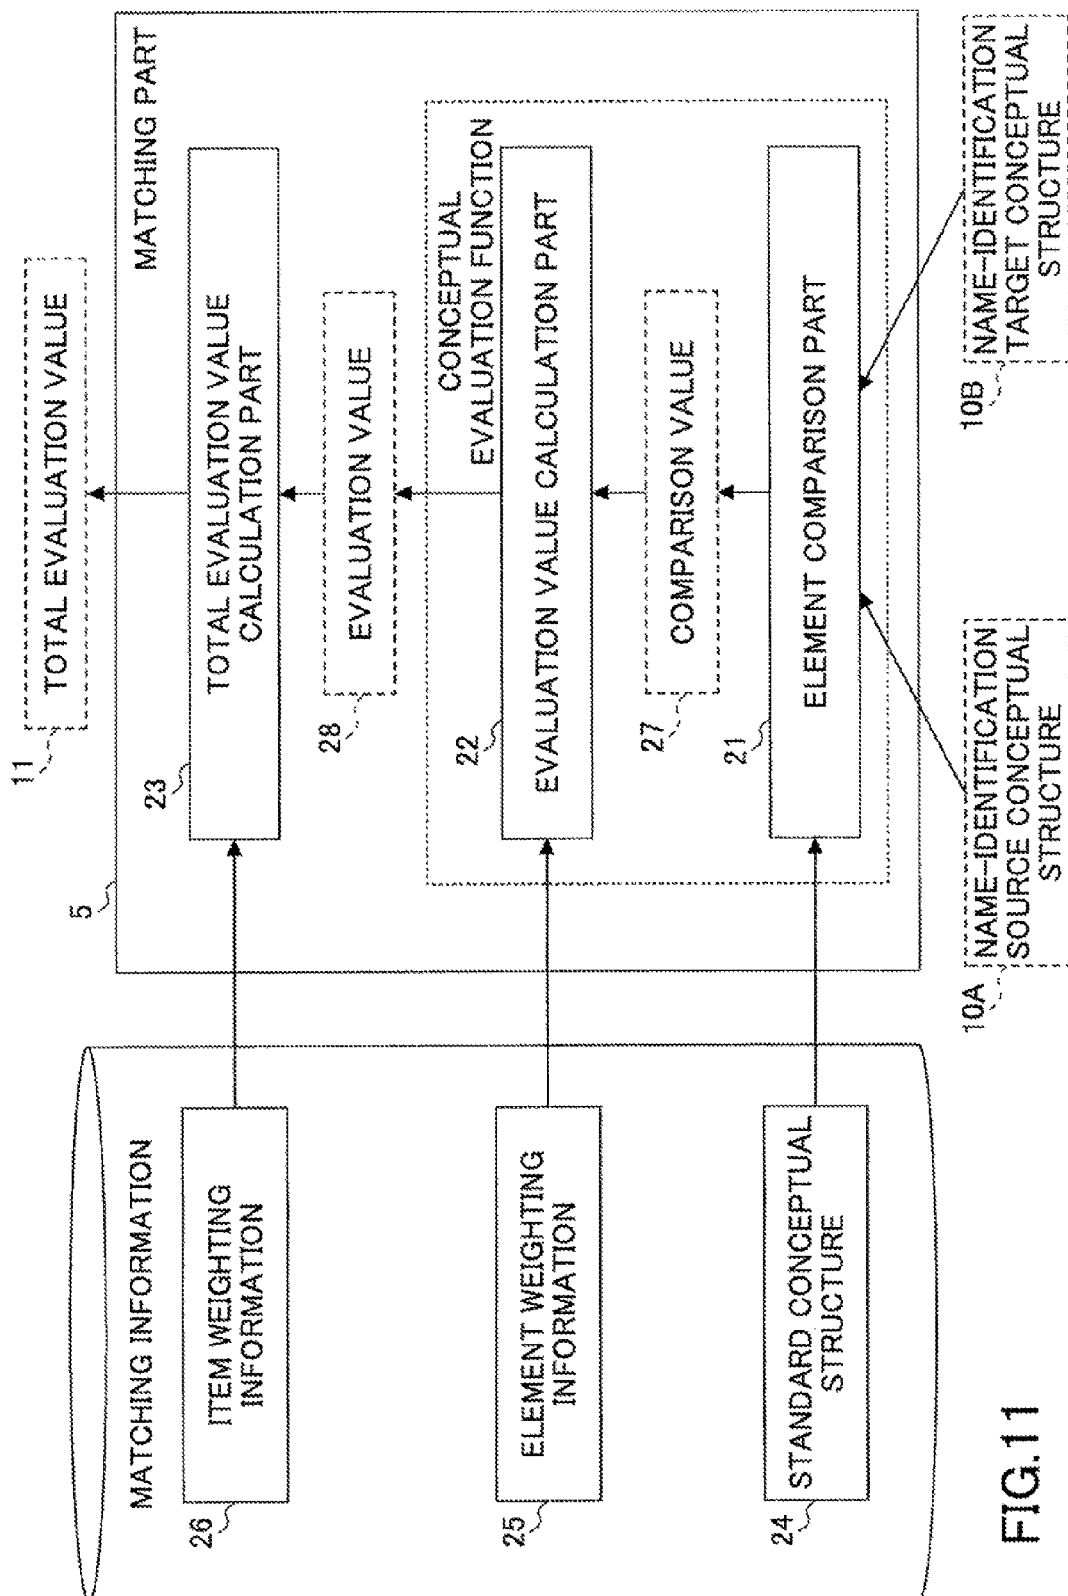 MATCHING INFORMATION
26
ITEM WEIGHTING
INFORMATION
25
ELEMENT WEIGHTING
INFORMATION
24
STANDARD CONCEPTUAL
STRUCTURE
11
TOTAL EVALUATION VALUE
5
MATCHING PART
23
TOTAL EVALUATION VALUE
CALCULATION PART
28
EVALUATION VALUE
CONCEPTUAL
EVALUATION FUNCTION
22
EVALUATION VALUE CALCULATION PART
27
COMPARISON VALUE
21
ELEMENT COMPARISON PART
10A
NAME-IDENTIFICATION
SOURCE CONCEPTUAL
STRUCTURE
10B
NAME-IDENTIFICATION
TARGET CONCEPTUAL
STRUCTURE
FIG.11